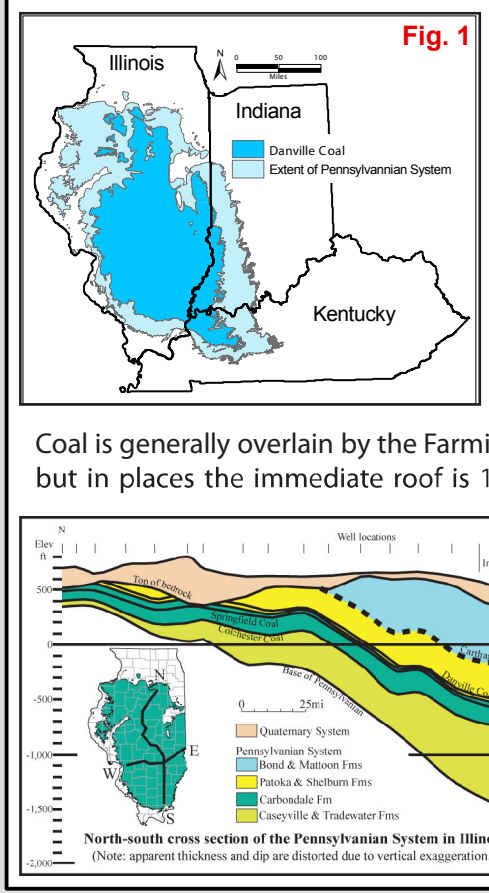 Fig. 1
Illinois
N
0 50 100
Miles
Indiana
Danville Coal
Extent of Pennsylvannian System
Kentucky
Coal is generally overlain by the Farmi
but in places the immediate roof is 1
N
Elev
ft
Well locations
In
Top of bedrock
500
Springfield Coal
Colchester Coal
Cartha
0
Danville Co
Base of Pennsylvanian
N
-500
0 25mi
Quaternary System
E
Pennsylvanian System
-1,000
Bond & Mattoon Fms
W
Patoka & Shelburn Fms
Carbondale Fm
-1,500
Caseyville & Tradewater Fms
S
North-south cross section of the Pennsylvanian System in Illino
(Note: apparent thickness and dip are distorted due to vertical exaggeration
-2,000